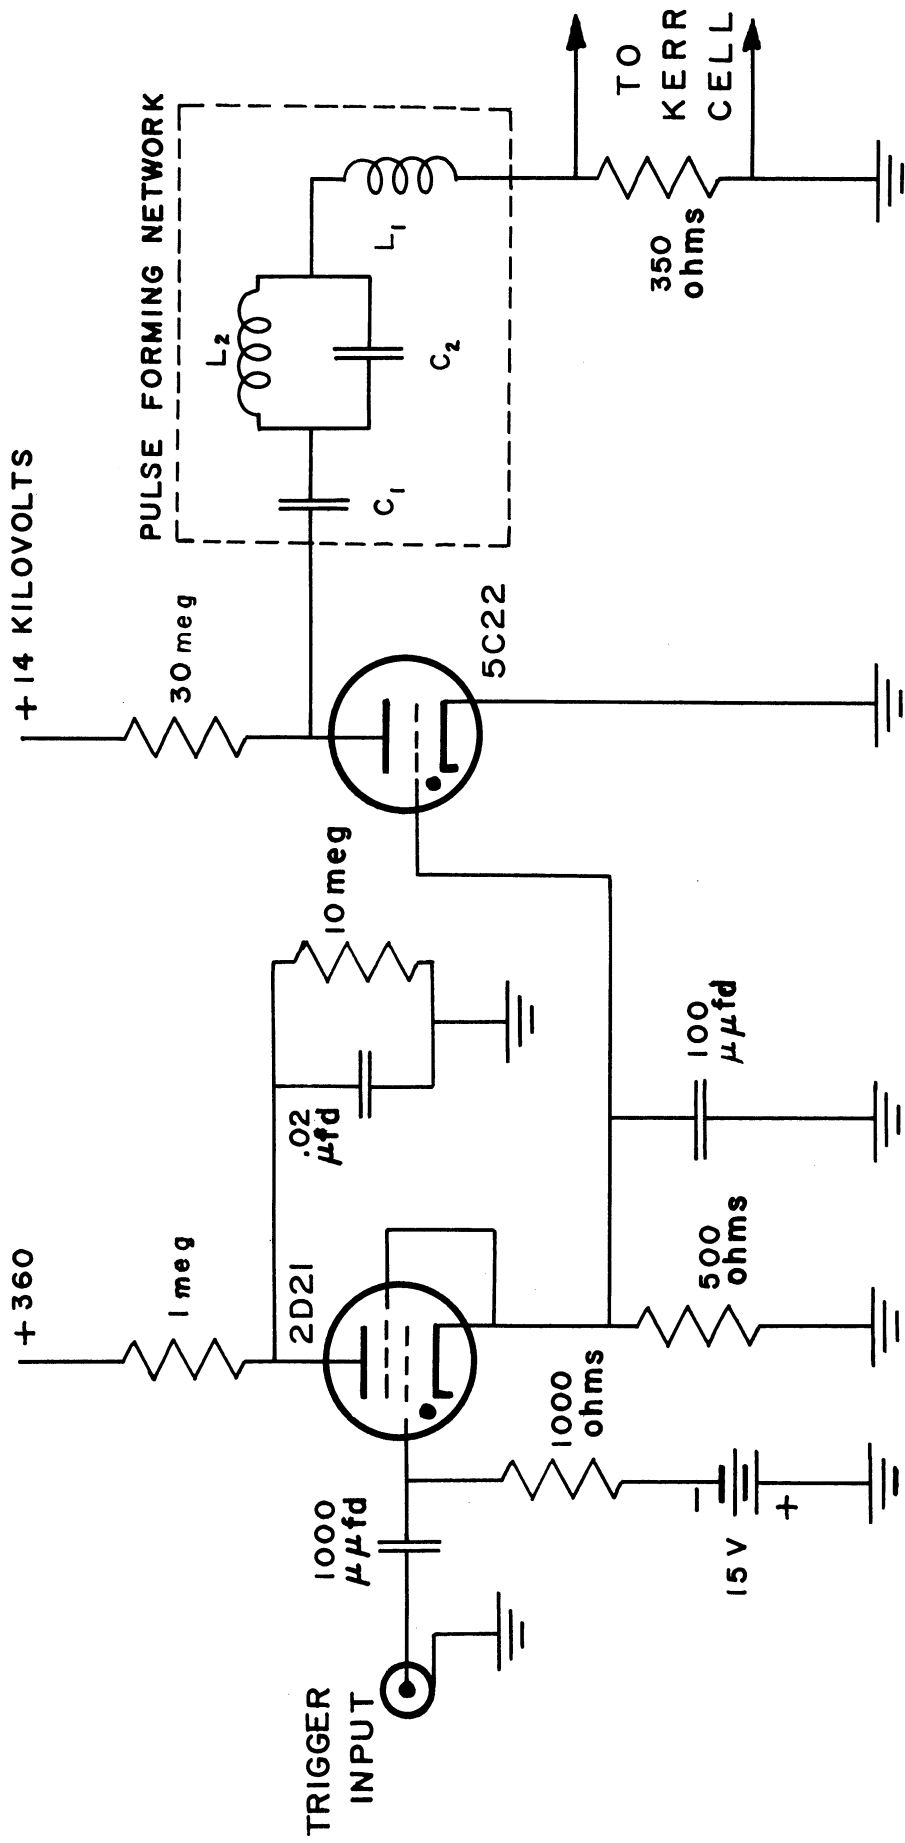 +360
1 meg
2D21
.02
μfd
10 meg
+14 KILOVOLTS
30 meg
PULSE FORMING NETWORK
L2
C1
C2
L1
5C22
TO
KERR
CELL
350
ohms
TRIGGER
INPUT
1000
μμfd
1000
ohms
15 V
-
+
500
ohms
100
μμfd